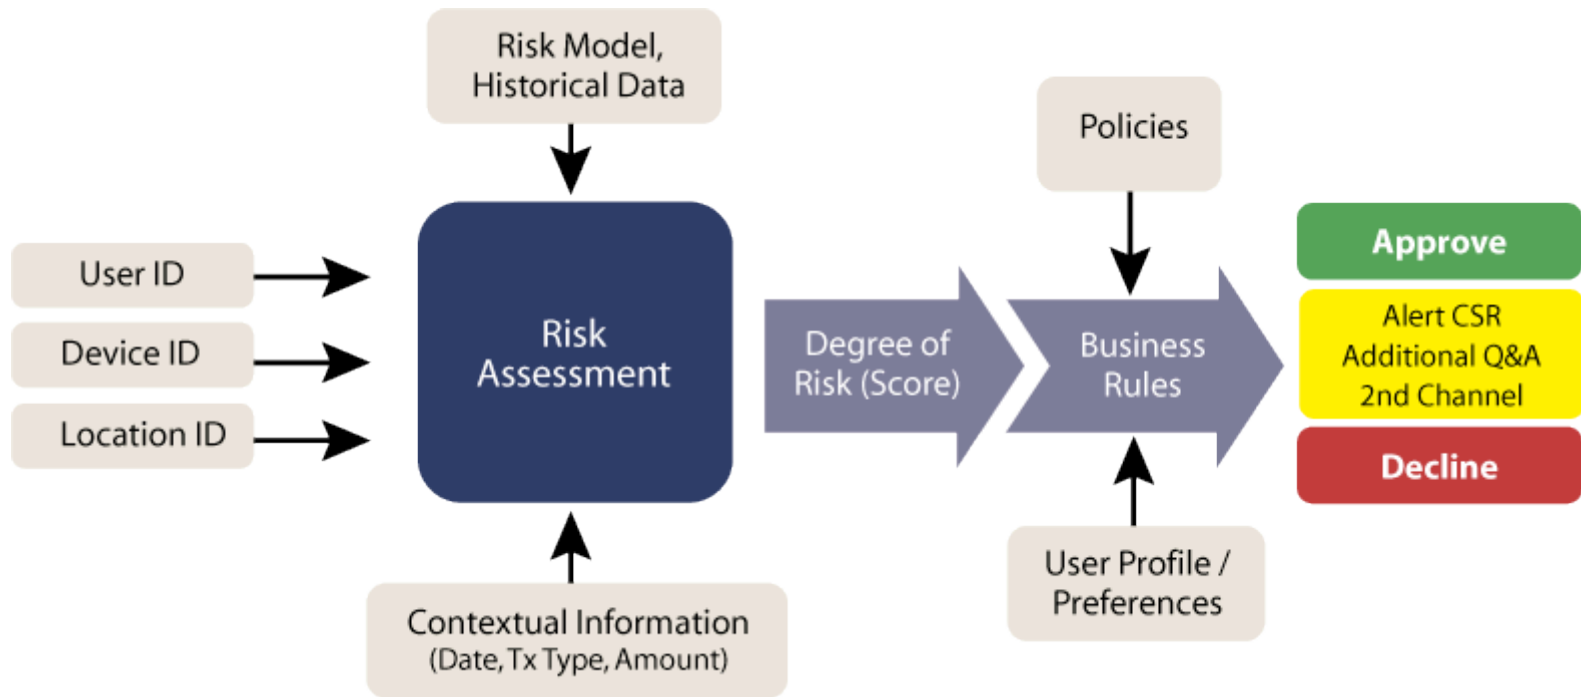 Risk Model,
Historical Data
Policies
User ID
Device ID
Location ID
Risk
Assessment
Degree of
Risk (Score)
Business
Rules
Approve
Alert CSR
Additional Q&A
2nd Channel
Decline
Contextual Information
(Date, Tx Type, Amount)
User Profile /
Preferences